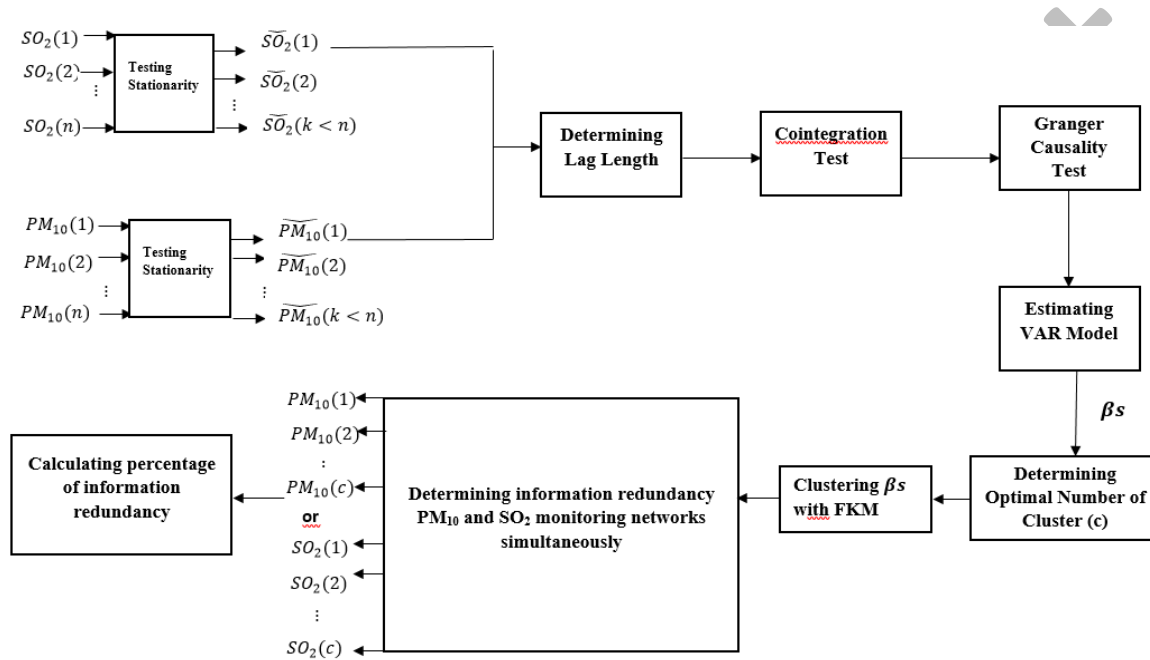 SO₂(1)
SO₂(2)
⋮
SO₂(n)
Testing
Stationarity
S͠O₂(1)
S͠O₂(2)
⋮
S͠O₂(k < n)
PM₁₀(1)
PM₁₀(2)
⋮
PM₁₀(n)
Testing
Stationarity
P͠M₁₀(1)
P͠M₁₀(2)
⋮
P͠M₁₀(k < n)
Determining
Lag Length
Cointegration
Test
Granger
Causality
Test
Estimating
VAR Model
βs
Determining
Optimal Number of
Cluster (c)
Clustering βs
with FKM
Determining information redundancy
PM₁₀ and SO₂ monitoring networks
simultaneously
PM₁₀(1)
PM₁₀(2)
⋮
PM₁₀(c)
or
SO₂(1)
SO₂(2)
⋮
SO₂(c)
Calculating percentage
of information
redundancy